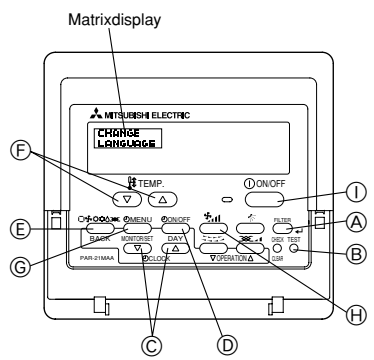 Matrixdisplay
MITSUBISHI ELECTRIC
CHANGE
LANGUAGE
TEMP.
ON/OFF
MENU
ON/OFF
FILTER
BACK
MONITOR/SET
DAY
CHECK TEST
PAR-21MAA
CLOCK
OPERATION
CLEAR
F
E
G
C
D
H
I
A
B